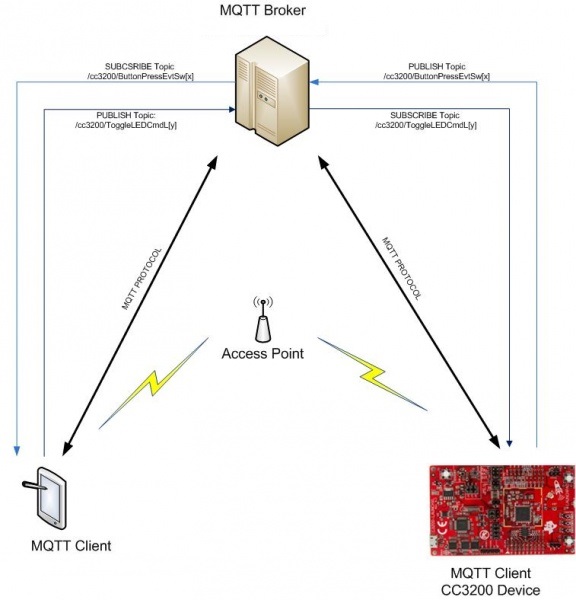 MQTT Broker
SUBCSRIBE Topic
/cc3200/ButtonPressEvtSw[x]
PUBLISH Topic
/cc3200/ButtonPressEvtSw[x]
PUBLISH Topic:
/cc3200/ToggleLEDCmdL[y]
SUBSCRIBE Topic
/cc3200/ToggleLEDCmdL[y]
MQTT PROTOCOL
MQTT PROTOCOL
Access Point
MQTT Client
MQTT Client
CC3200 Device